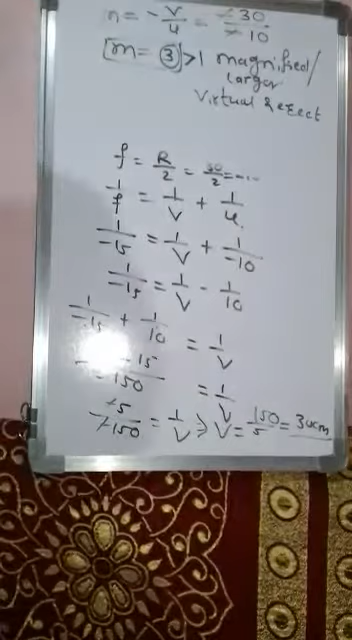 m = - v/u = -30/-10
[m = 3 > 1 magnified/
larger
Virtual & erect
f = R/2 = 30/2 =
1/f = 1/v + 1/u
1/-15 = 1/v + 1/-10
1/-15 = 1/v - 1/10
1/-15 + 1/10 = 1/v
15/-150 = 1/v
+5/+150 = 1/v => v = 150/5 = 30cm